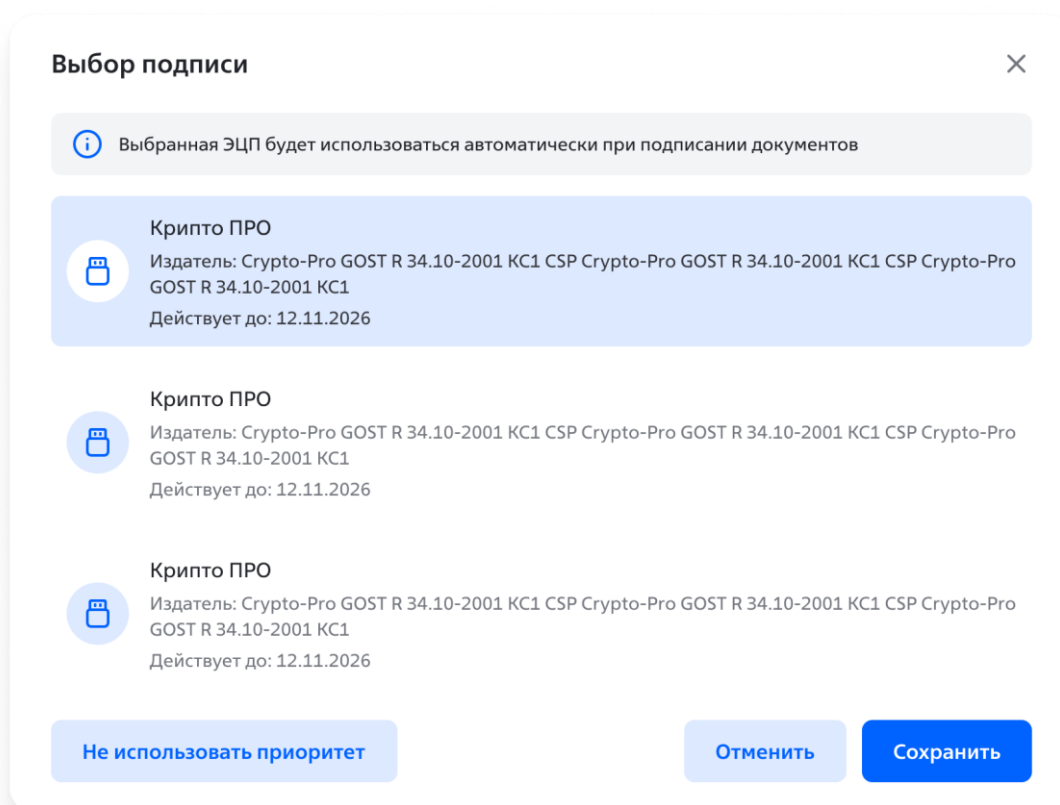 Выбор подписи
Выбранная ЭЦП будет использоваться автоматически при подписании документов
Крипто ПРО
Издатель: Crypto-Pro GOST R 34.10-2001 KC1 CSP Crypto-Pro GOST R 34.10-2001 KC1 CSP Crypto-Pro
GOST R 34.10-2001 KC1
Действует до: 12.11.2026
Крипто ПРО
Издатель: Crypto-Pro GOST R 34.10-2001 KC1 CSP Crypto-Pro GOST R 34.10-2001 KC1 CSP Crypto-Pro
GOST R 34.10-2001 KC1
Действует до: 12.11.2026
Крипто ПРО
Издатель: Crypto-Pro GOST R 34.10-2001 KC1 CSP Crypto-Pro GOST R 34.10-2001 KC1 CSP Crypto-Pro
GOST R 34.10-2001 KC1
Действует до: 12.11.2026
Не использовать приоритет
Отменить
Сохранить